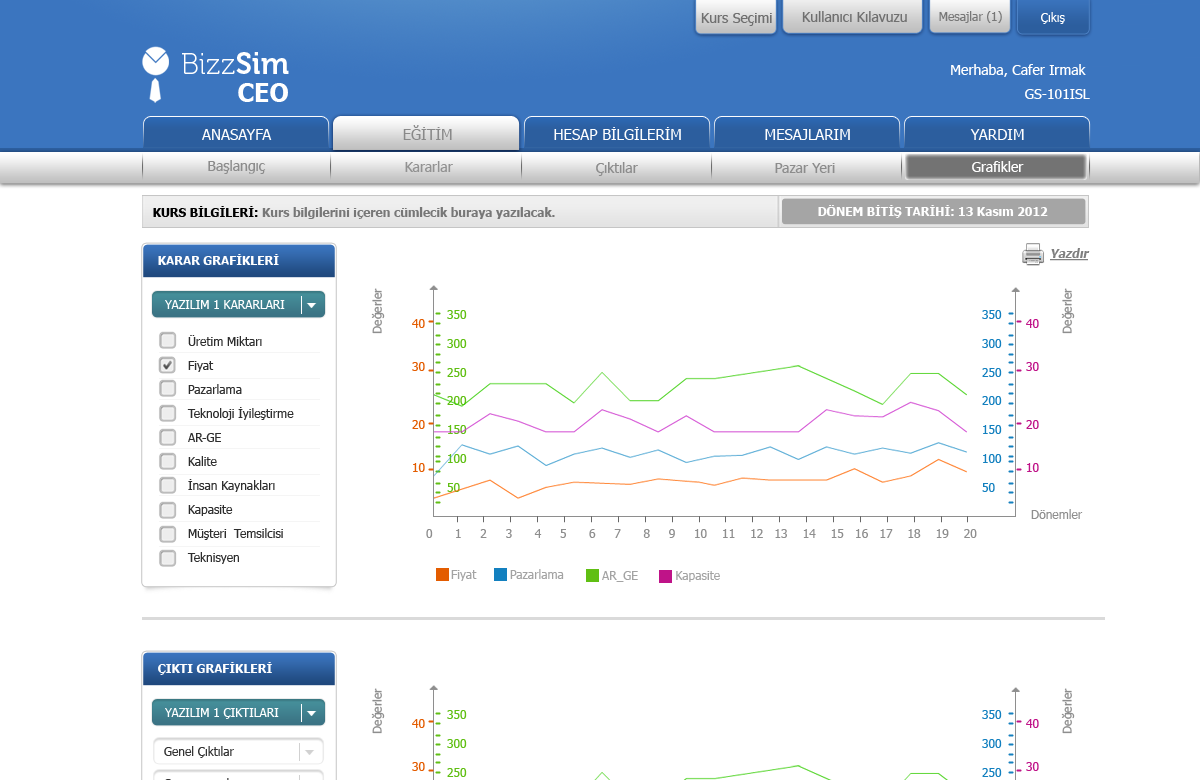 Kurs Seçimi
Kullanıcı Kılavuzu
Mesajlar (1)
Çıkış
BizzSim
CEO
Merhaba, Cafer Irmak
GS-101ISL
ANASAYFA
EĞİTİM
HESAP BİLGİLERİM
MESAJLARIM
YARDIM
Başlangıç
Kararlar
Çıktılar
Pazar Yeri
Grafikler
KURS BİLGİLERİ: Kurs bilgilerini içeren cümlecik buraya yazılacak.
DÖNEM BİTİŞ TARİHİ: 13 Kasım 2012
KARAR GRAFİKLERİ
YAZILIM 1 KARARLARI
Üretim Miktarı
Fiyat
Pazarlama
Teknoloji İyileştirme
AR-GE
Kalite
İnsan Kaynakları
Kapasite
Müşteri Temsilcisi
Teknisyen
Yazdır
Değerler
40
30
20
10
350
300
250
200
150
100
50
350
300
250
200
150
100
50
40
30
20
10
Değerler
Dönemler
0 1 2 3 4 5 6 7 8 9 10 11 12 13 14 15 16 17 18 19 20
Fiyat
Pazarlama
AR_GE
Kapasite
ÇIKTI GRAFİKLERİ
YAZILIM 1 ÇIKTILARI
Genel Çıktılar
Değerler
40
30
350
300
250
350
300
250
40
30
Değerler